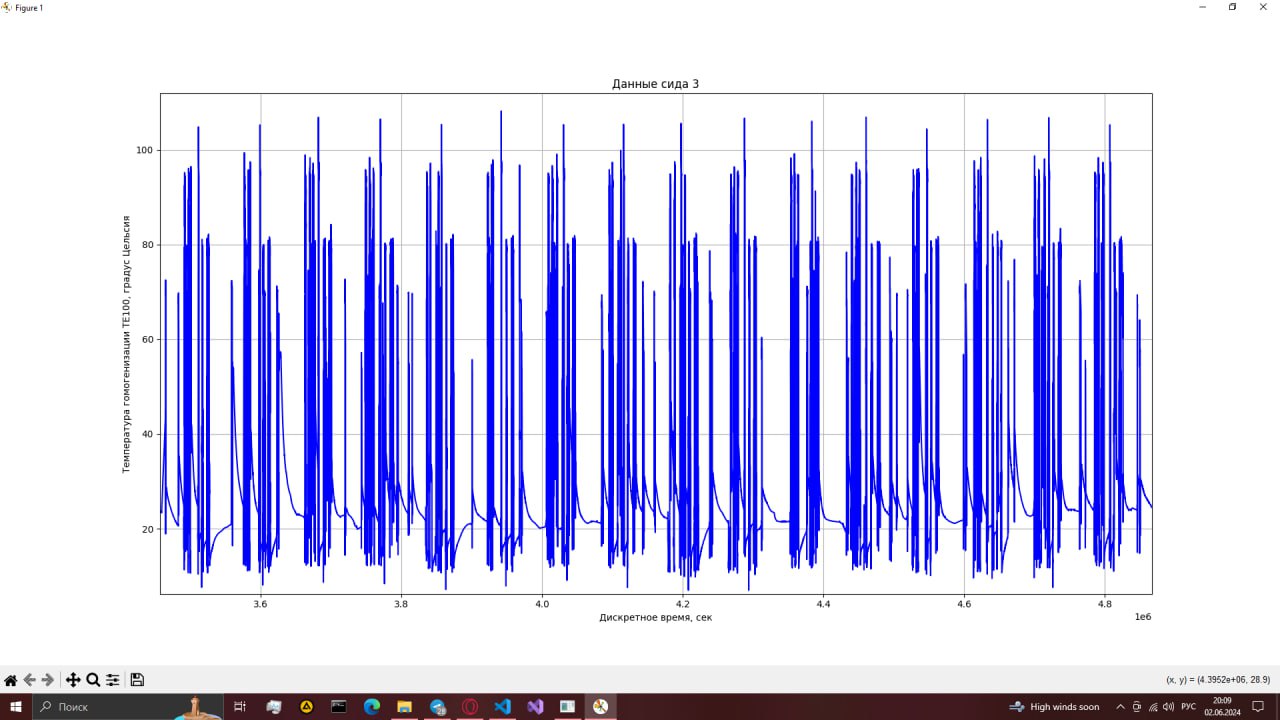 Figure 1
Данные сида 3
Температура гомогенизации TE100, градус Цельсия
100
80
60
40
20
3.6
3.8
4.0
4.2
4.4
4.6
4.8
1e6
Дискретное время, сек
(x, y) = (4.3952e+06, 28.9)
Поиск
High winds soon
РУС
20:09
02.06.2024